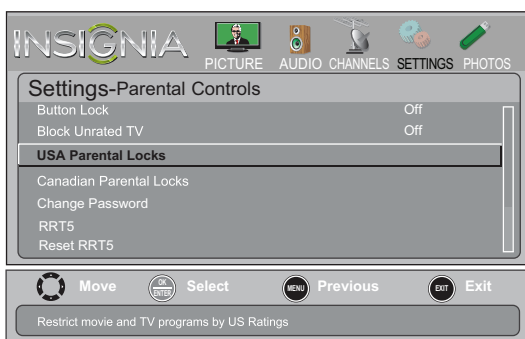 INSIGNIA
PICTURE AUDIO CHANNELS SETTINGS PHOTOS
Settings-Parental Controls
Button Lock Off
Block Unrated TV Off
USA Parental Locks
Canadian Parental Locks
Change Password
RRT5
Reset RRT5
Move OK ENTER Select MENU Previous EXIT Exit
Restrict movie and TV programs by US Ratings